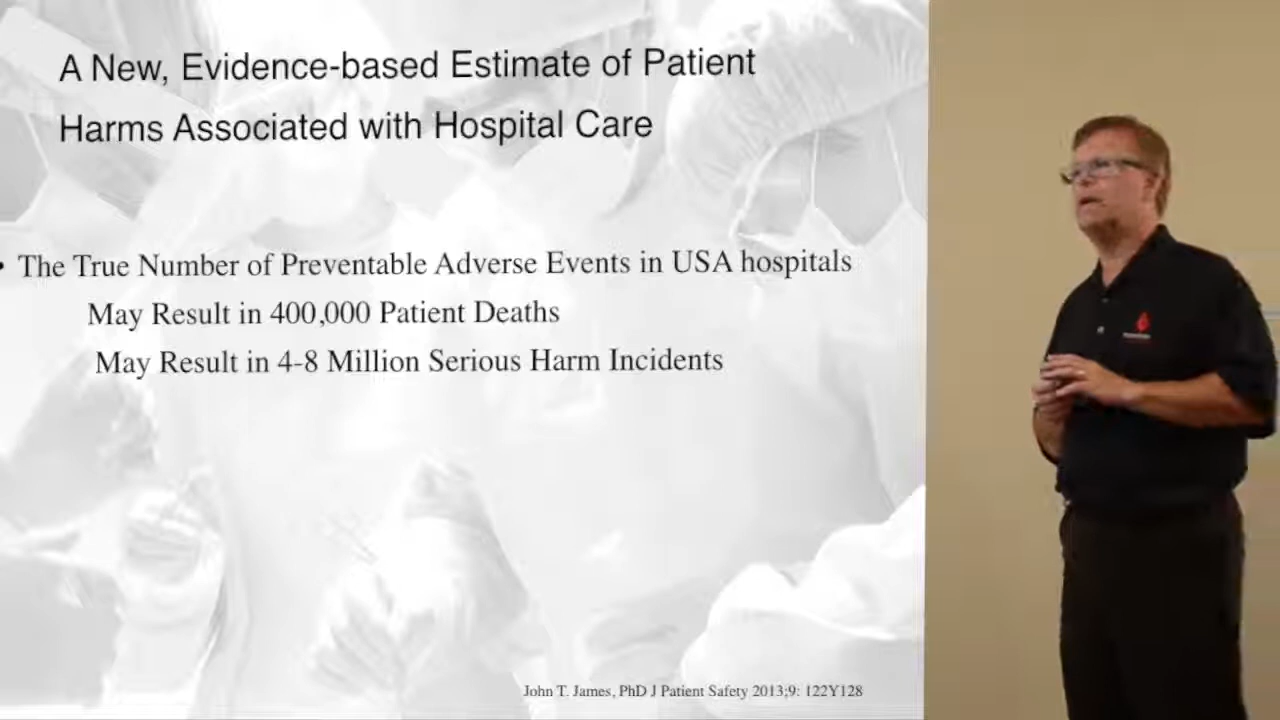 A New, Evidence-based Estimate of Patient
Harms Associated with Hospital Care
• The True Number of Preventable Adverse Events in USA hospitals
May Result in 400,000 Patient Deaths
May Result in 4-8 Million Serious Harm Incidents
John T. James, PhD J Patient Safety 2013;9: 122Y128